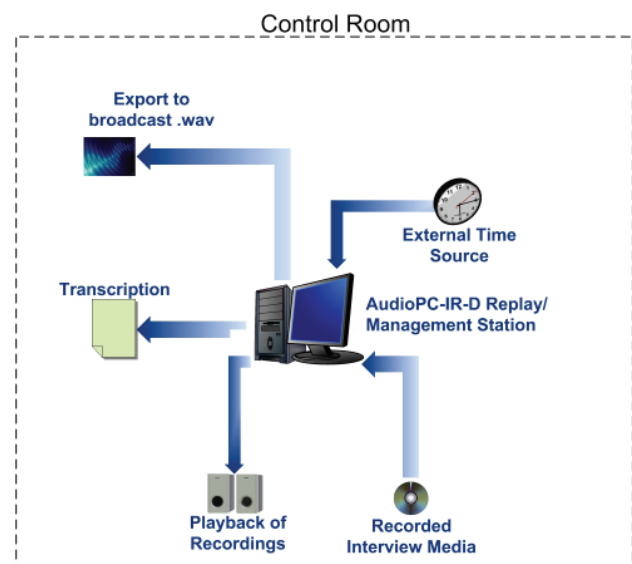 Control Room
Export to
broadcast .wav
External Time
Source
Transcription
AudioPC-IR-D Replay/
Management Station
Playback of
Recordings
Recorded
Interview Media